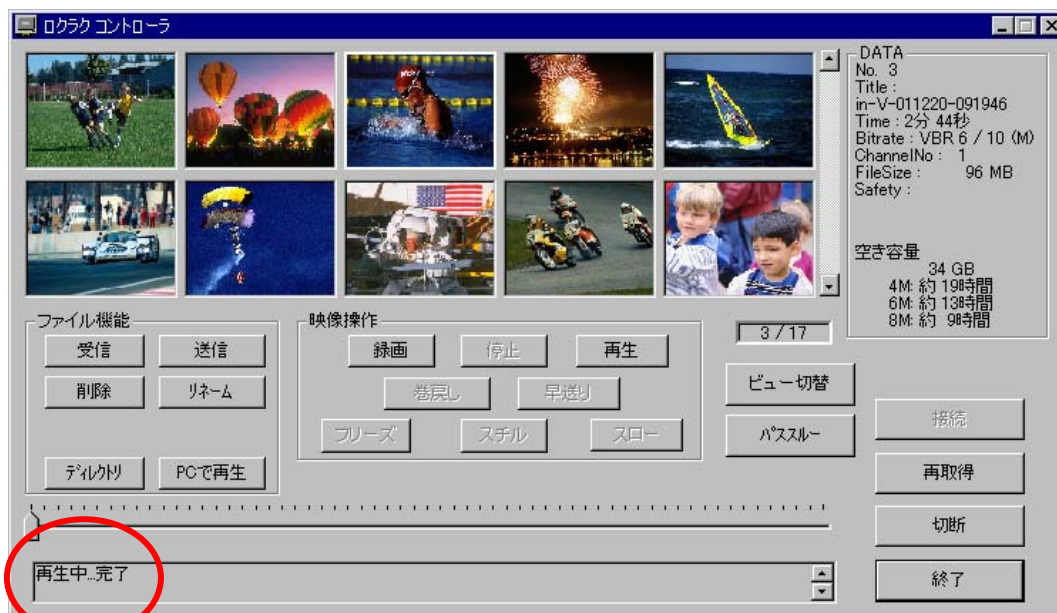 ロクラク コントローラ
DATA
No. 3
Title :
in-V-011220-091946
Time : 2分 44秒
Bitrate : VBR 6 / 10 (M)
ChannelNo : 1
FileSize : 96 MB
Safety :
空き容量
34 GB
4M: 約 19時間
6M: 約 13時間
8M: 約 9時間
ファイル機能
受信 送信
削除 リネーム
ディレクトリ PCで再生
映像操作
録画 停止 再生
巻戻し 早送り
フリーズ スチル スロー
3 / 17
ビュー切替
パススルー
接続
再取得
切断
終了
再生中...完了